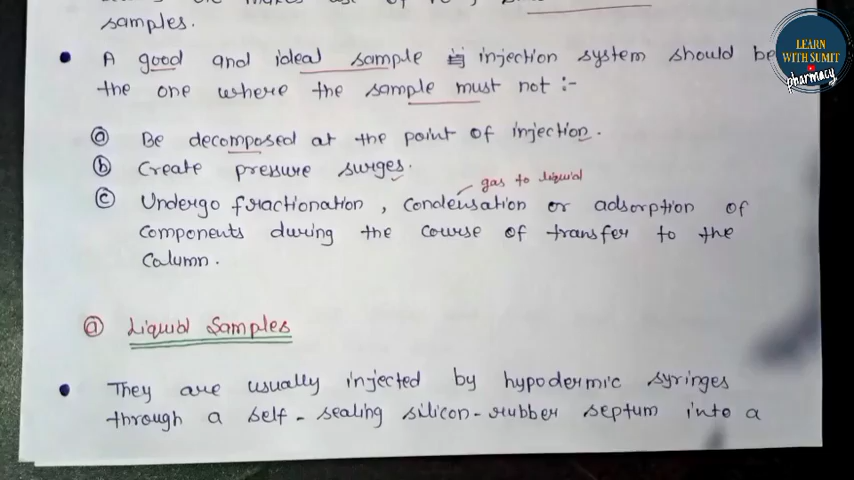 samples.
• A good and ideal sample injection system should be
the one where the sample must not :-
ⓐ Be decomposed at the point of injection.
ⓑ Create pressure surges.
gas to liquid
ⓒ Undergo fractionation, condensation or adsorption of
components during the course of transfer to the
column.
ⓐ Liquid Samples
• They are usually injected by hypodermic syringes
through a self-sealing silicon-rubber septum into a
LEARN
WITH SUMIT
pharmacy